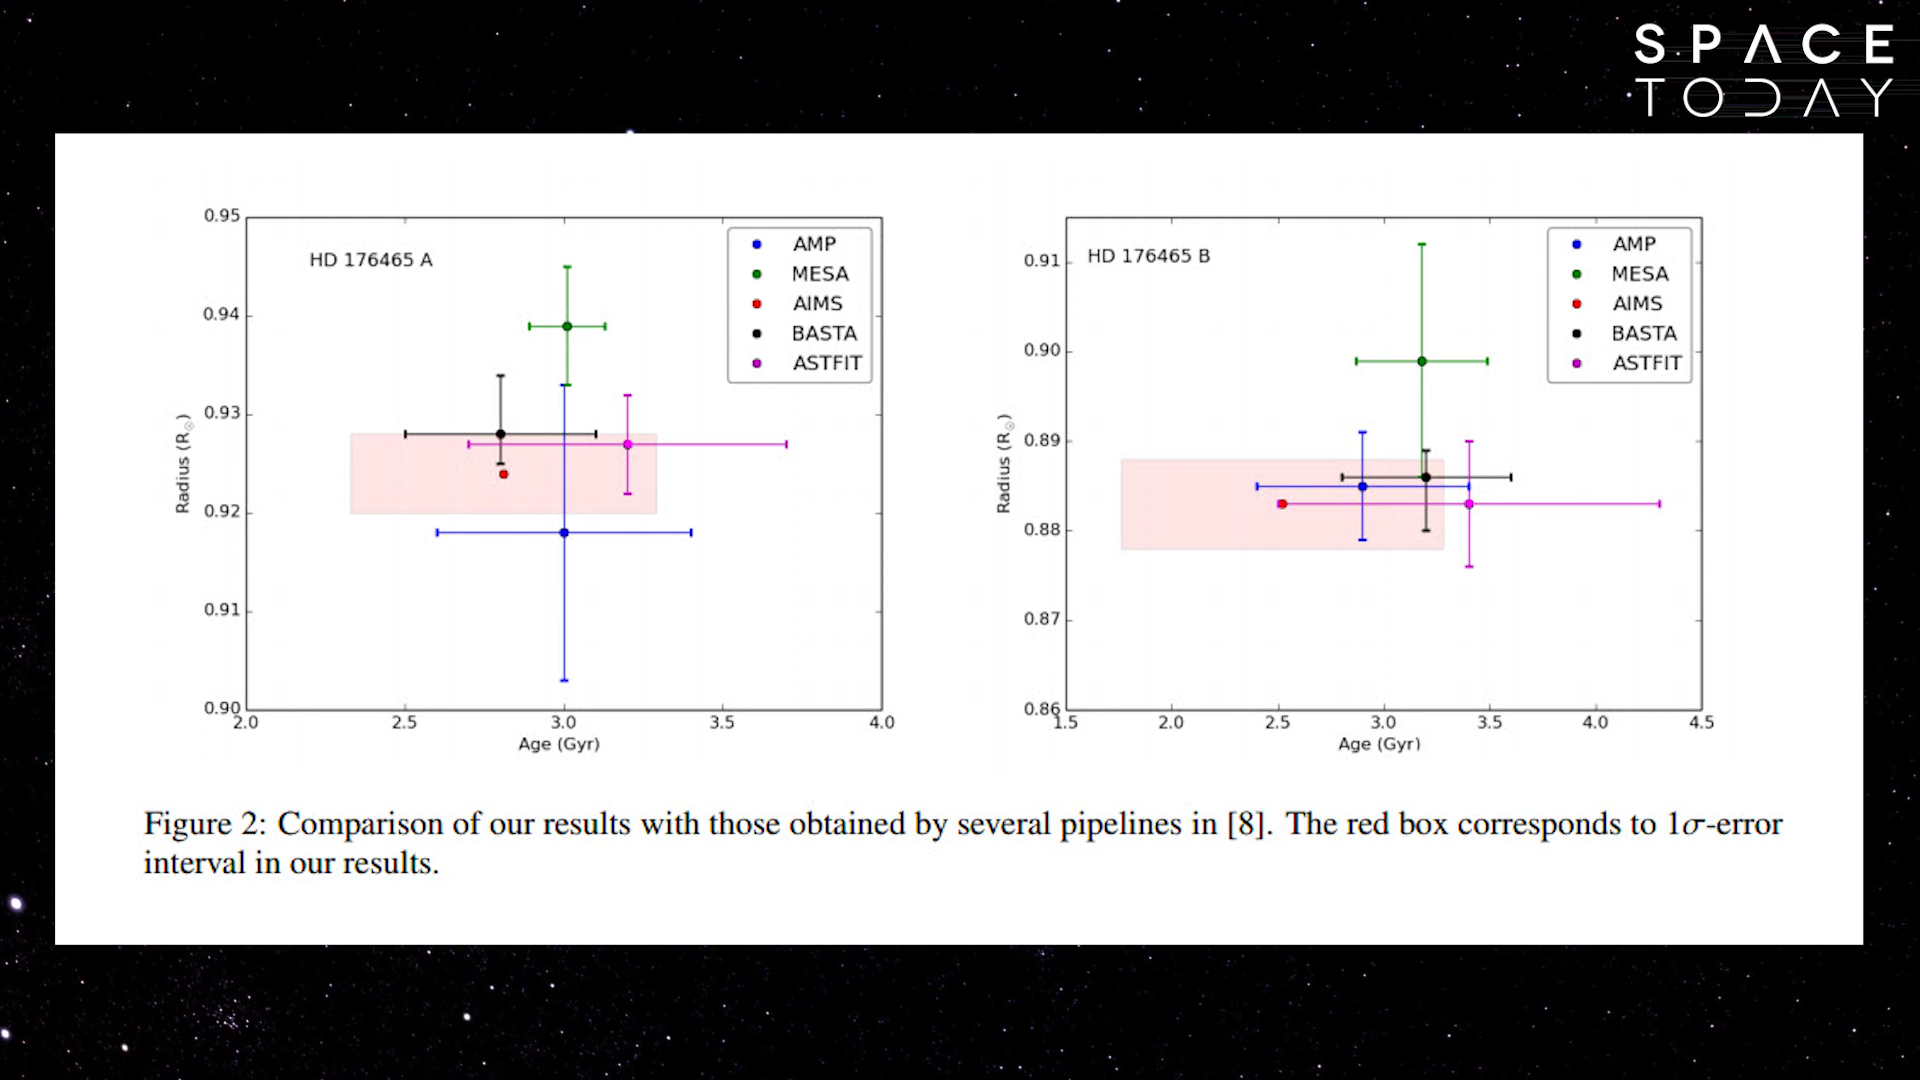 SPACE
TODAY
HD 176465 A
AMP
MESA
AIMS
BASTA
ASTFIT
0.95
0.94
0.93
0.92
0.91
0.90
Radius (R☉)
2.0 2.5 3.0 3.5 4.0
Age (Gyr)
HD 176465 B
AMP
MESA
AIMS
BASTA
ASTFIT
0.91
0.90
0.89
0.88
0.87
0.86
Radius (R☉)
1.5 2.0 2.5 3.0 3.5 4.0 4.5
Age (Gyr)
Figure 2: Comparison of our results with those obtained by several pipelines in [8]. The red box corresponds to 1σ-error
interval in our results.